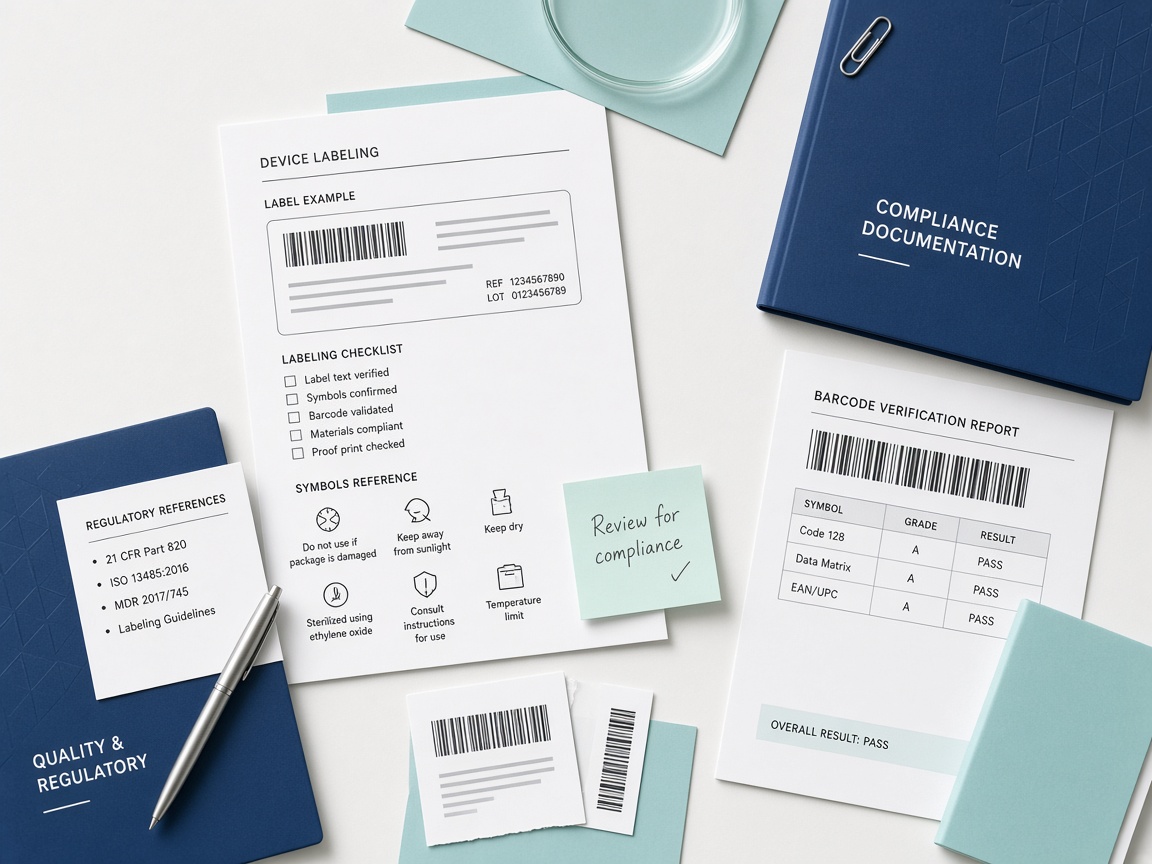 DEVICE LABELING
LABEL EXAMPLE
REF 1234567890
LOT 0123456789
LABELING CHECKLIST
Label text verified
Symbols confirmed
Barcode validated
Materials compliant
Proof print checked
SYMBOLS REFERENCE
Do not use if
package is damaged
Keep away
from sunlight
Keep dry
Sterilized using
ethylene oxide
Consult
instructions
for use
Temperature
limit
Review for
compliance
✓
COMPLIANCE
DOCUMENTATION
REGULATORY REFERENCES
• 21 CFR Part 820
• ISO 13485:2016
• MDR 2017/745
• Labeling Guidelines
QUALITY &
REGULATORY
BARCODE VERIFICATION REPORT
SYMBOL GRADE RESULT
Code 128 A PASS
Data Matrix A PASS
EAN/UPC A PASS
OVERALL RESULT: PASS